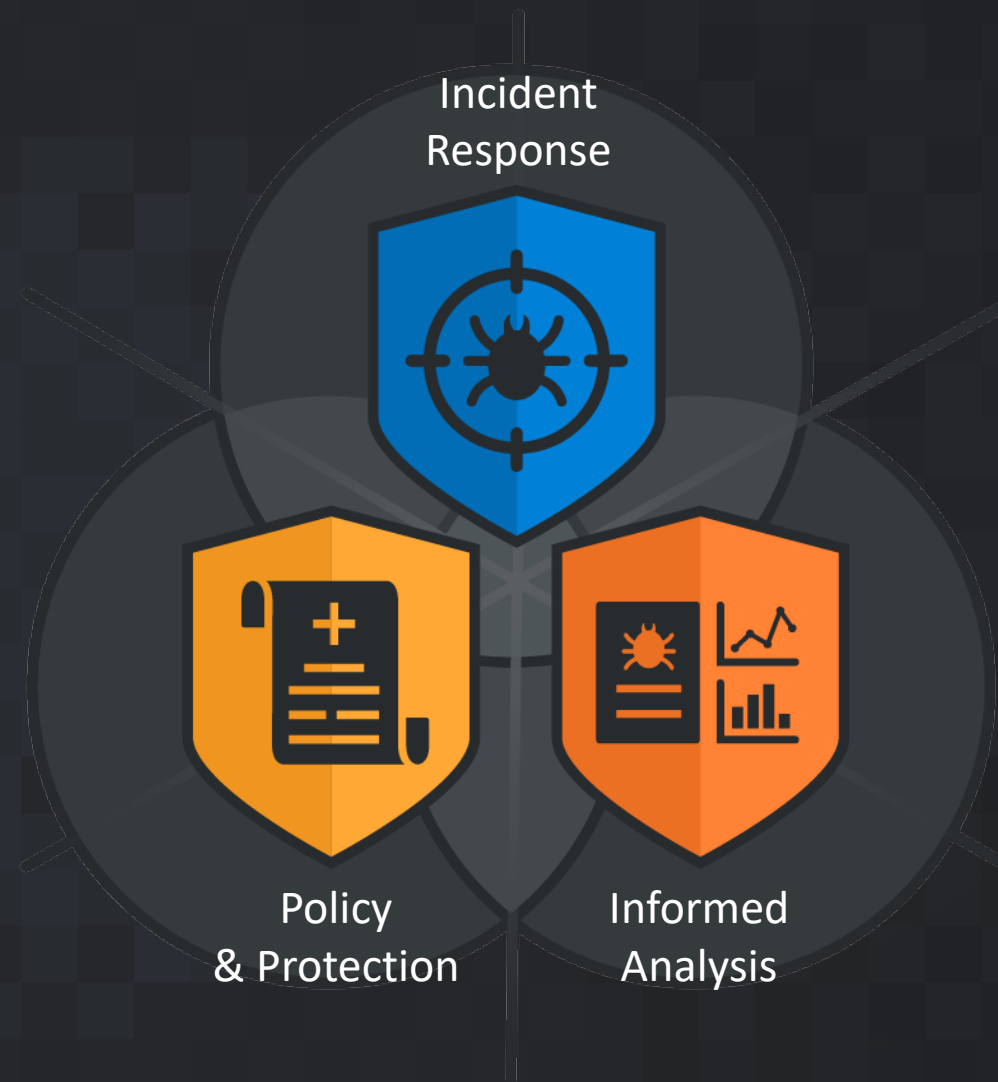 Incident
Response
Policy
& Protection
Informed
Analysis